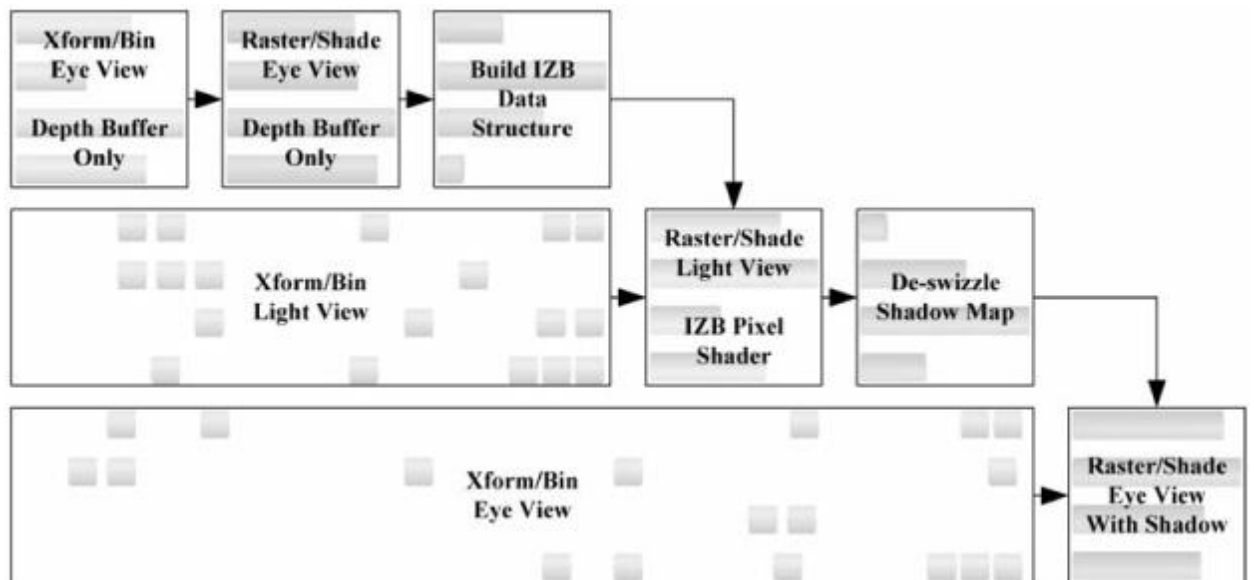 Xform/Bin
Eye View
Depth Buffer
Only
Raster/Shade
Eye View
Depth Buffer
Only
Build IZB
Data
Structure
Xform/Bin
Light View
Raster/Shade
Light View
IZB Pixel
Shader
De-swizzle
Shadow Map
Xform/Bin
Eye View
Raster/Shade
Eye View
With Shadow